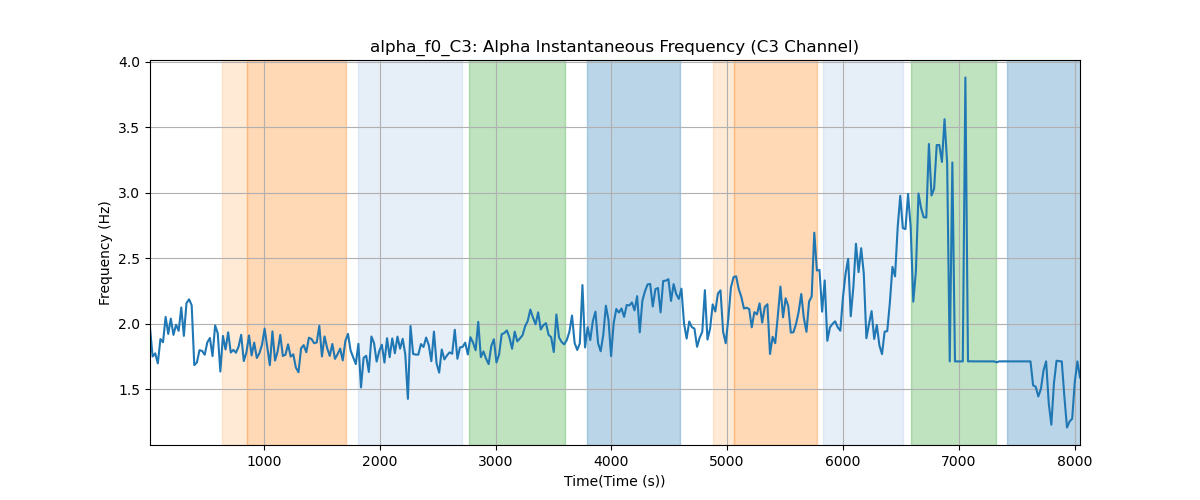 alpha_f0_C3: Alpha Instantaneous Frequency (C3 Channel)
4.0
3.5
3.0
2.5
2.0
1.5
Frequency (Hz)
1000 2000 3000 4000 5000 6000 7000 8000
Time(Time (s))